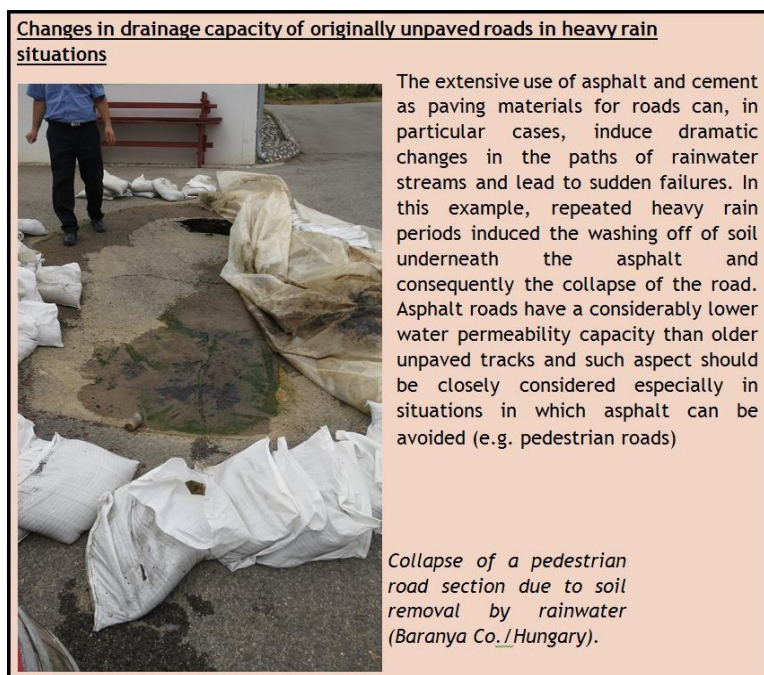 Changes in drainage capacity of originally unpaved roads in heavy rain
situations
The extensive use of asphalt and cement
as paving materials for roads can, in
particular cases, induce dramatic
changes in the paths of rainwater
streams and lead to sudden failures. In
this example, repeated heavy rain
periods induced the washing off of soil
underneath the asphalt and
consequently the collapse of the road.
Asphalt roads have a considerably lower
water permeability capacity than older
unpaved tracks and such aspect should
be closely considered especially in
situations in which asphalt can be
avoided (e.g. pedestrian roads)
Collapse of a pedestrian
road section due to soil
removal by rainwater
(Baranya Co./Hungary).